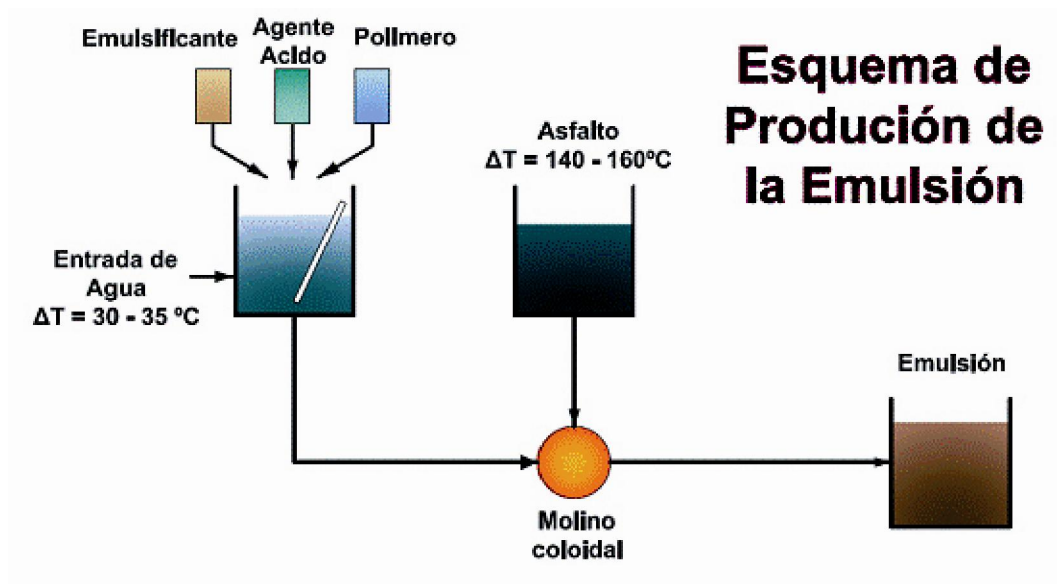 Emulsificante
Agente
Acido
Polimero
Esquema de
Produción de
la Emulsión
Asfalto
ΔT = 140 - 160ºC
Entrada de
Agua
ΔT = 30 - 35 ºC
Emulsión
Molino
coloidal